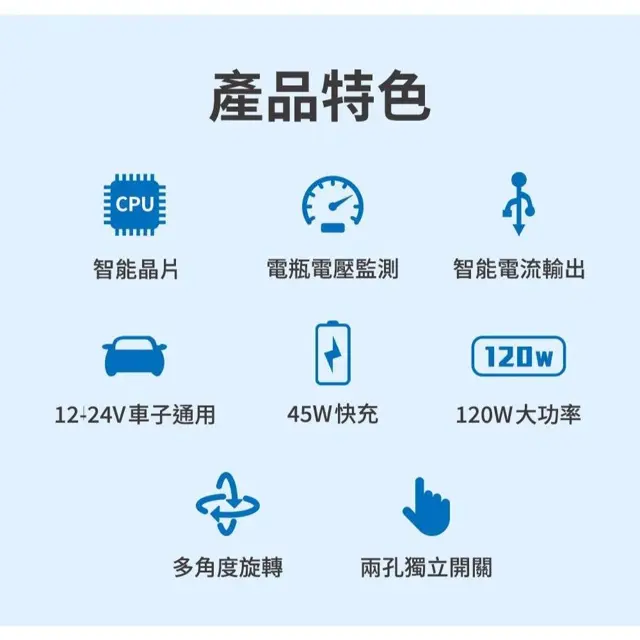 產品特色
CPU
智能晶片
電瓶電壓監測
智能電流輸出
120W
12-24V車子通用
45W快充
120W大功率
多角度旋轉
兩孔獨立開關